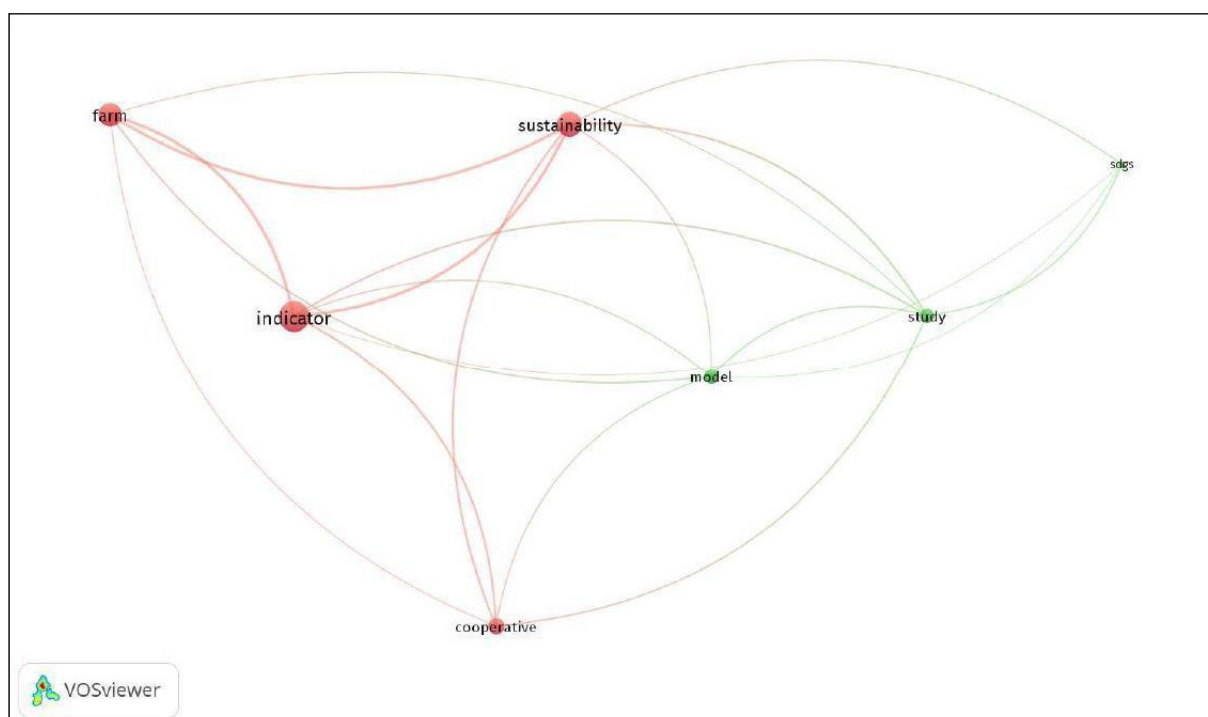 farm
sustainability
sdgs
indicator
study
model
cooperative
VOSviewer